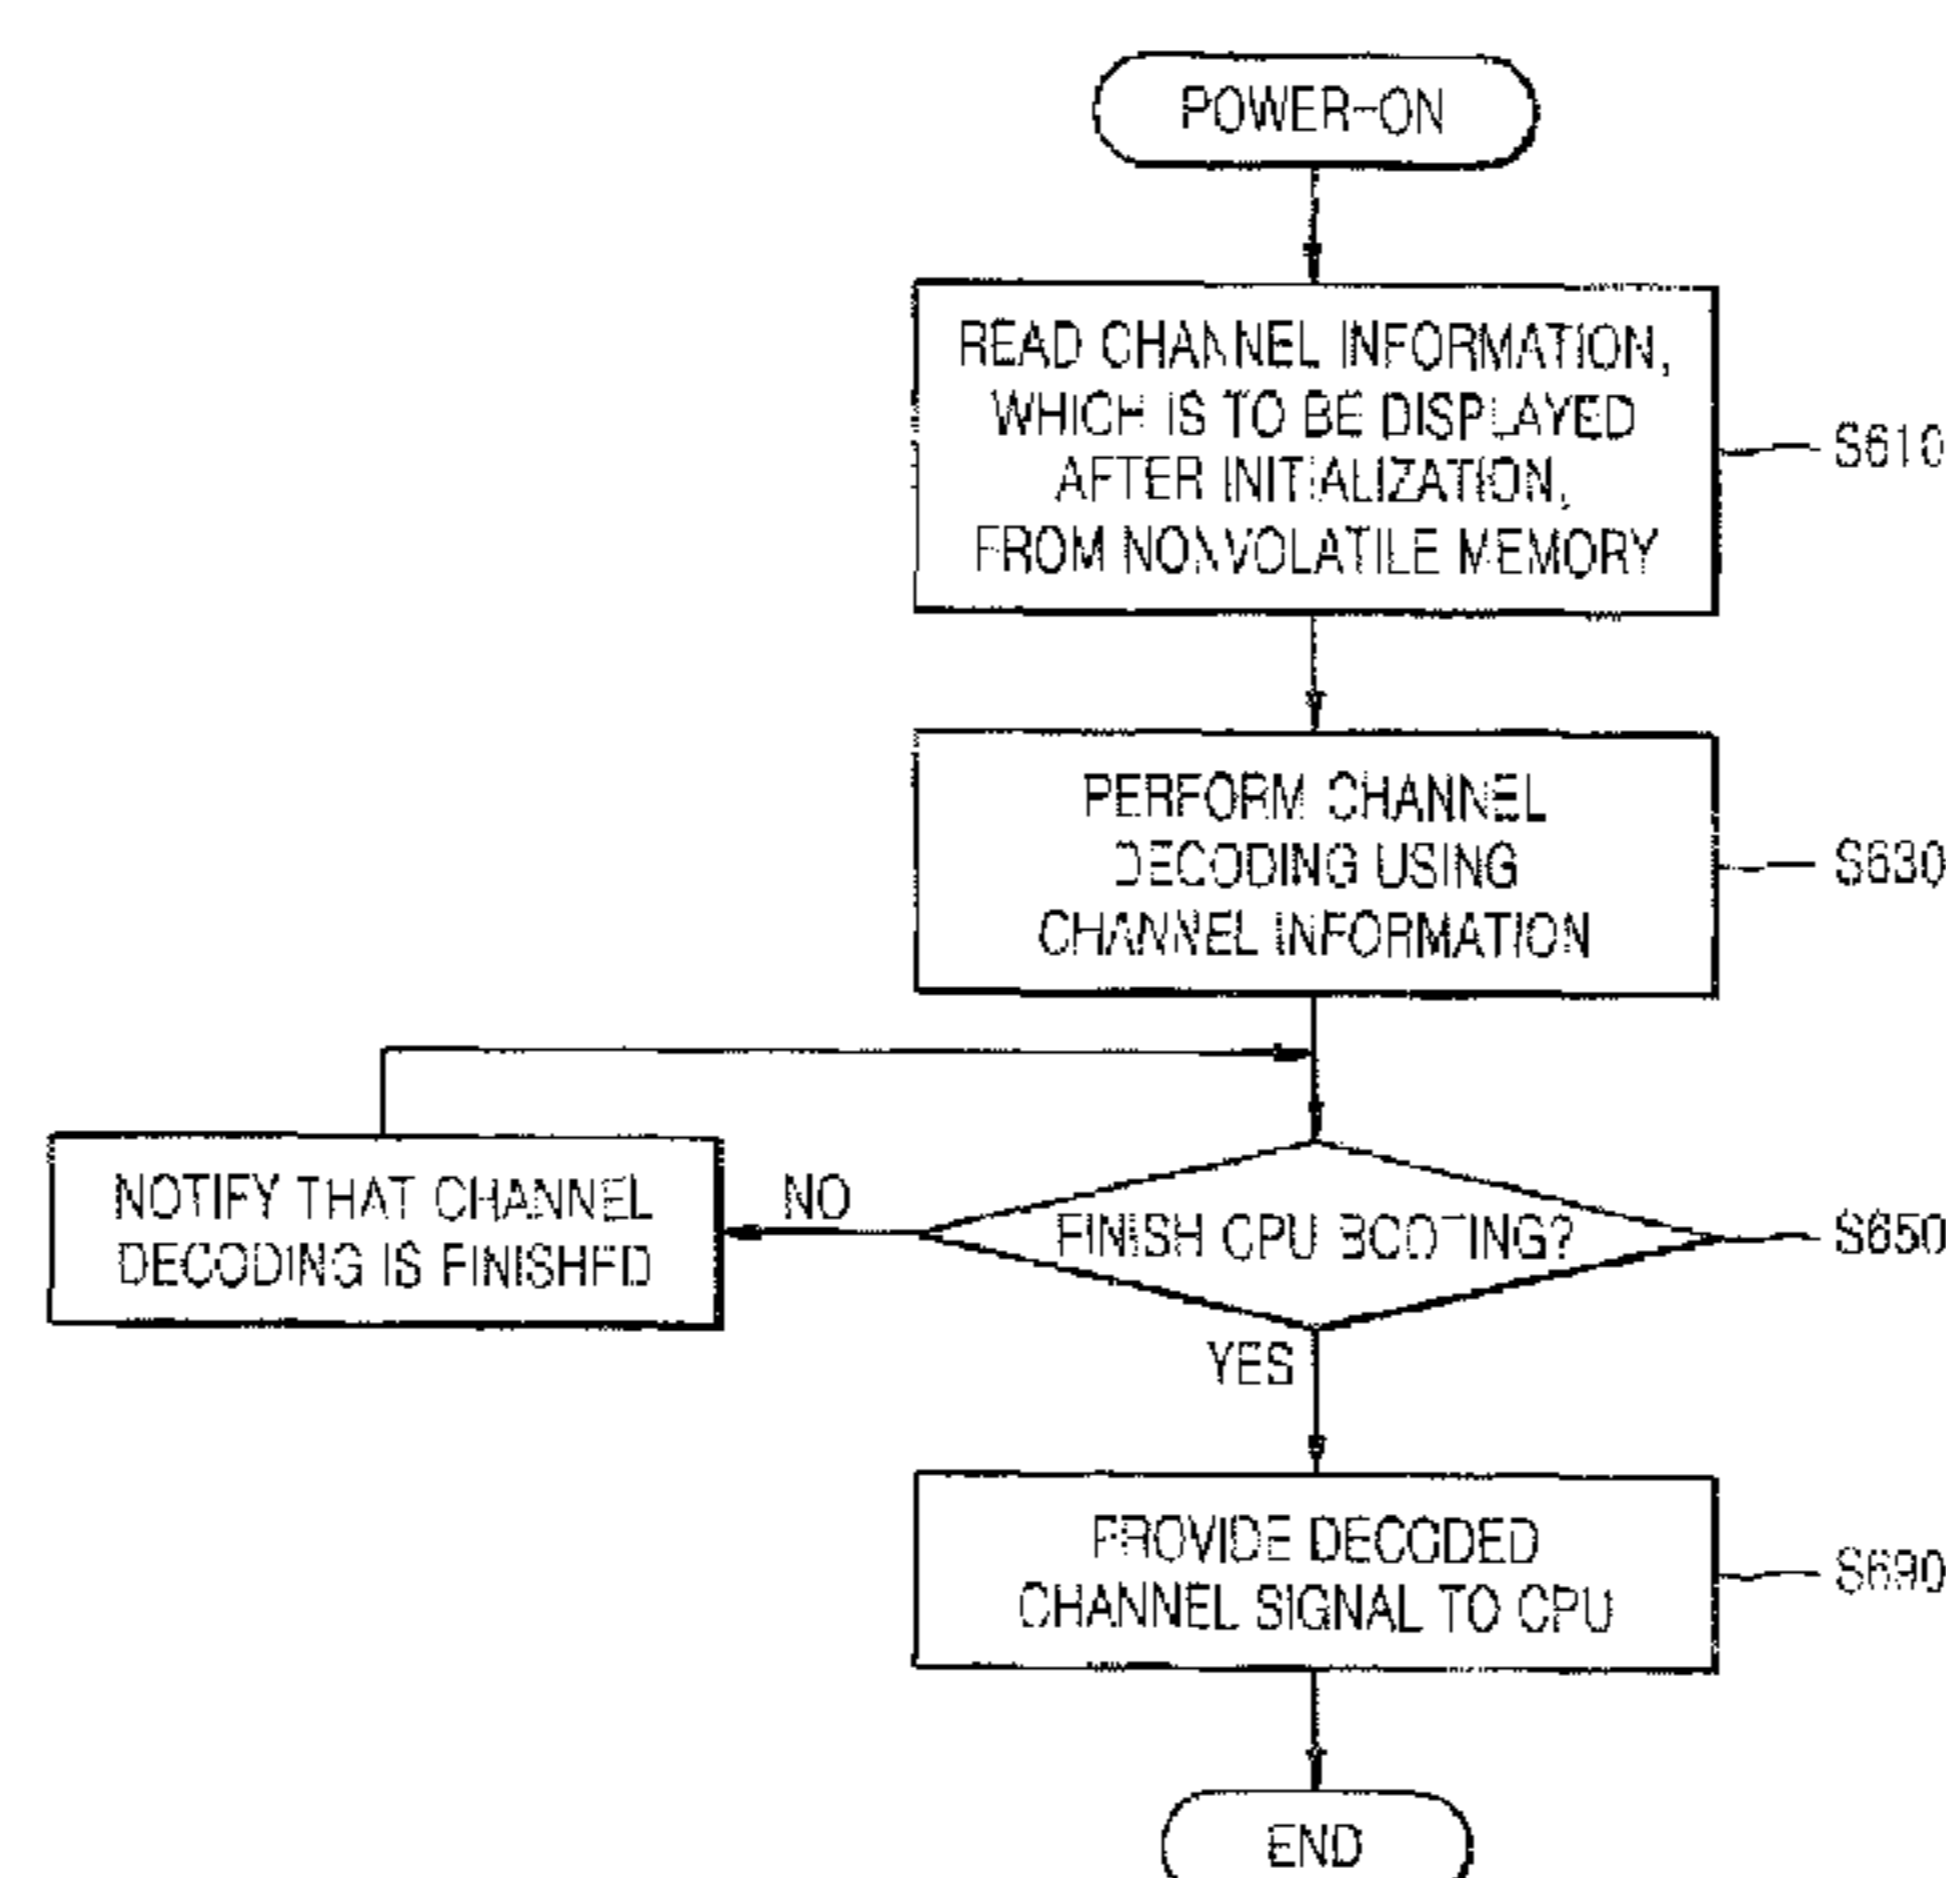 POWER-ON
READ CHANNEL INFORMATION,
WHICH IS TO BE DISPLAYED
AFTER INITIALIZATION,
FROM NONVOLATILE MEMORY
S610
PERFORM CHANNEL
DECODING USING
CHANNEL INFORMATION
S630
NOTIFY THAT CHANNEL
DECODING IS FINISHED
NO
FINISH CPU BOOTING?
S650
YES
PROVIDE DECODED
CHANNEL SIGNAL TO CPU
S690
END